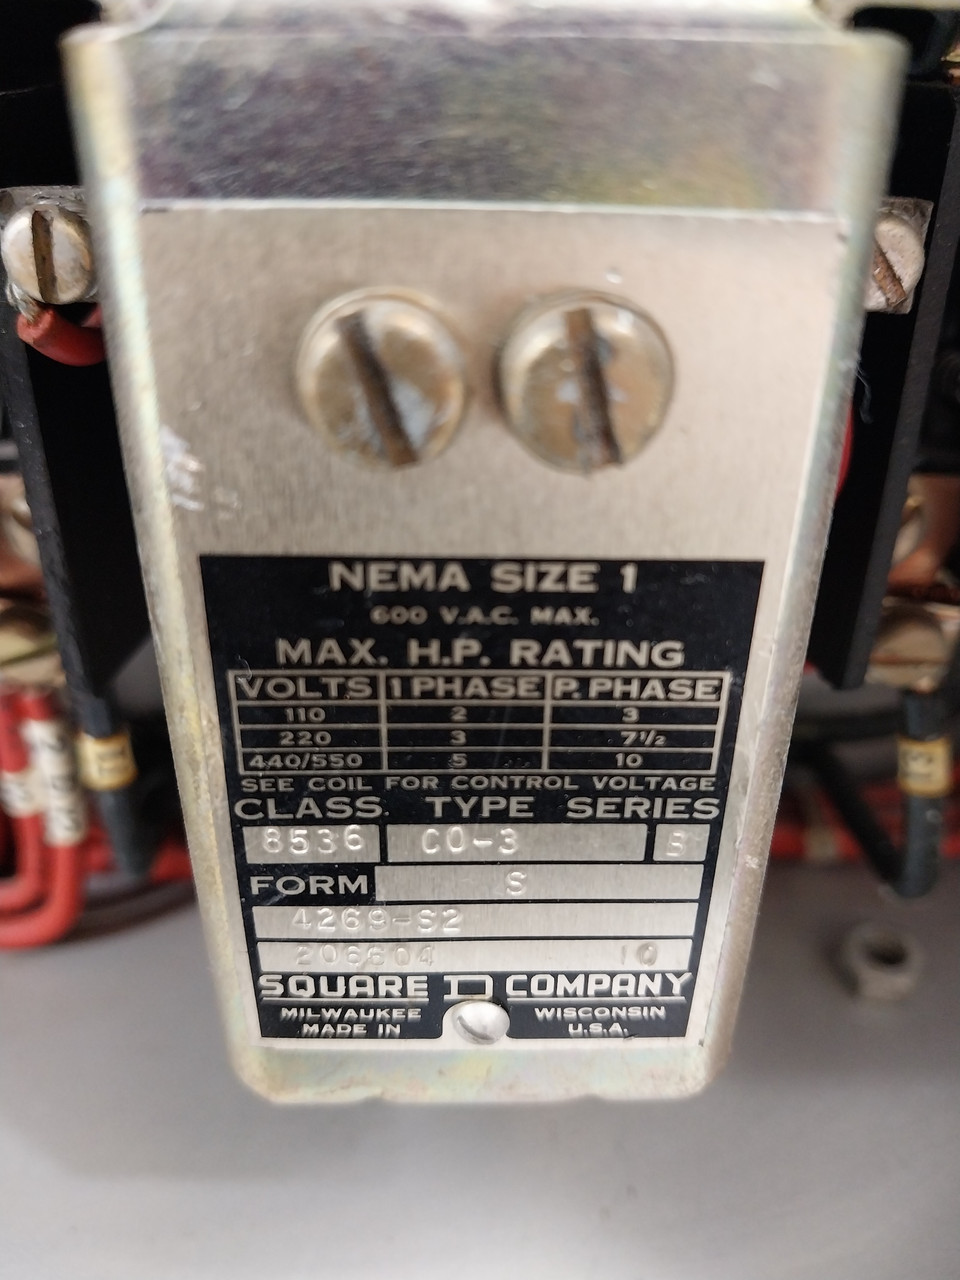 NEMA SIZE 1
600 V.A.C. MAX.
MAX. H.P. RATING
VOLTS 1 PHASE P. PHASE
110 2 3
220 3 7 1/2
440/550 5 10
SEE COIL FOR CONTROL VOLTAGE
CLASS TYPE SERIES
8536 CO-3 B
FORM S
4269-S2
206604 10
SQUARE D COMPANY
MILWAUKEE WISCONSIN
MADE IN U.S.A.